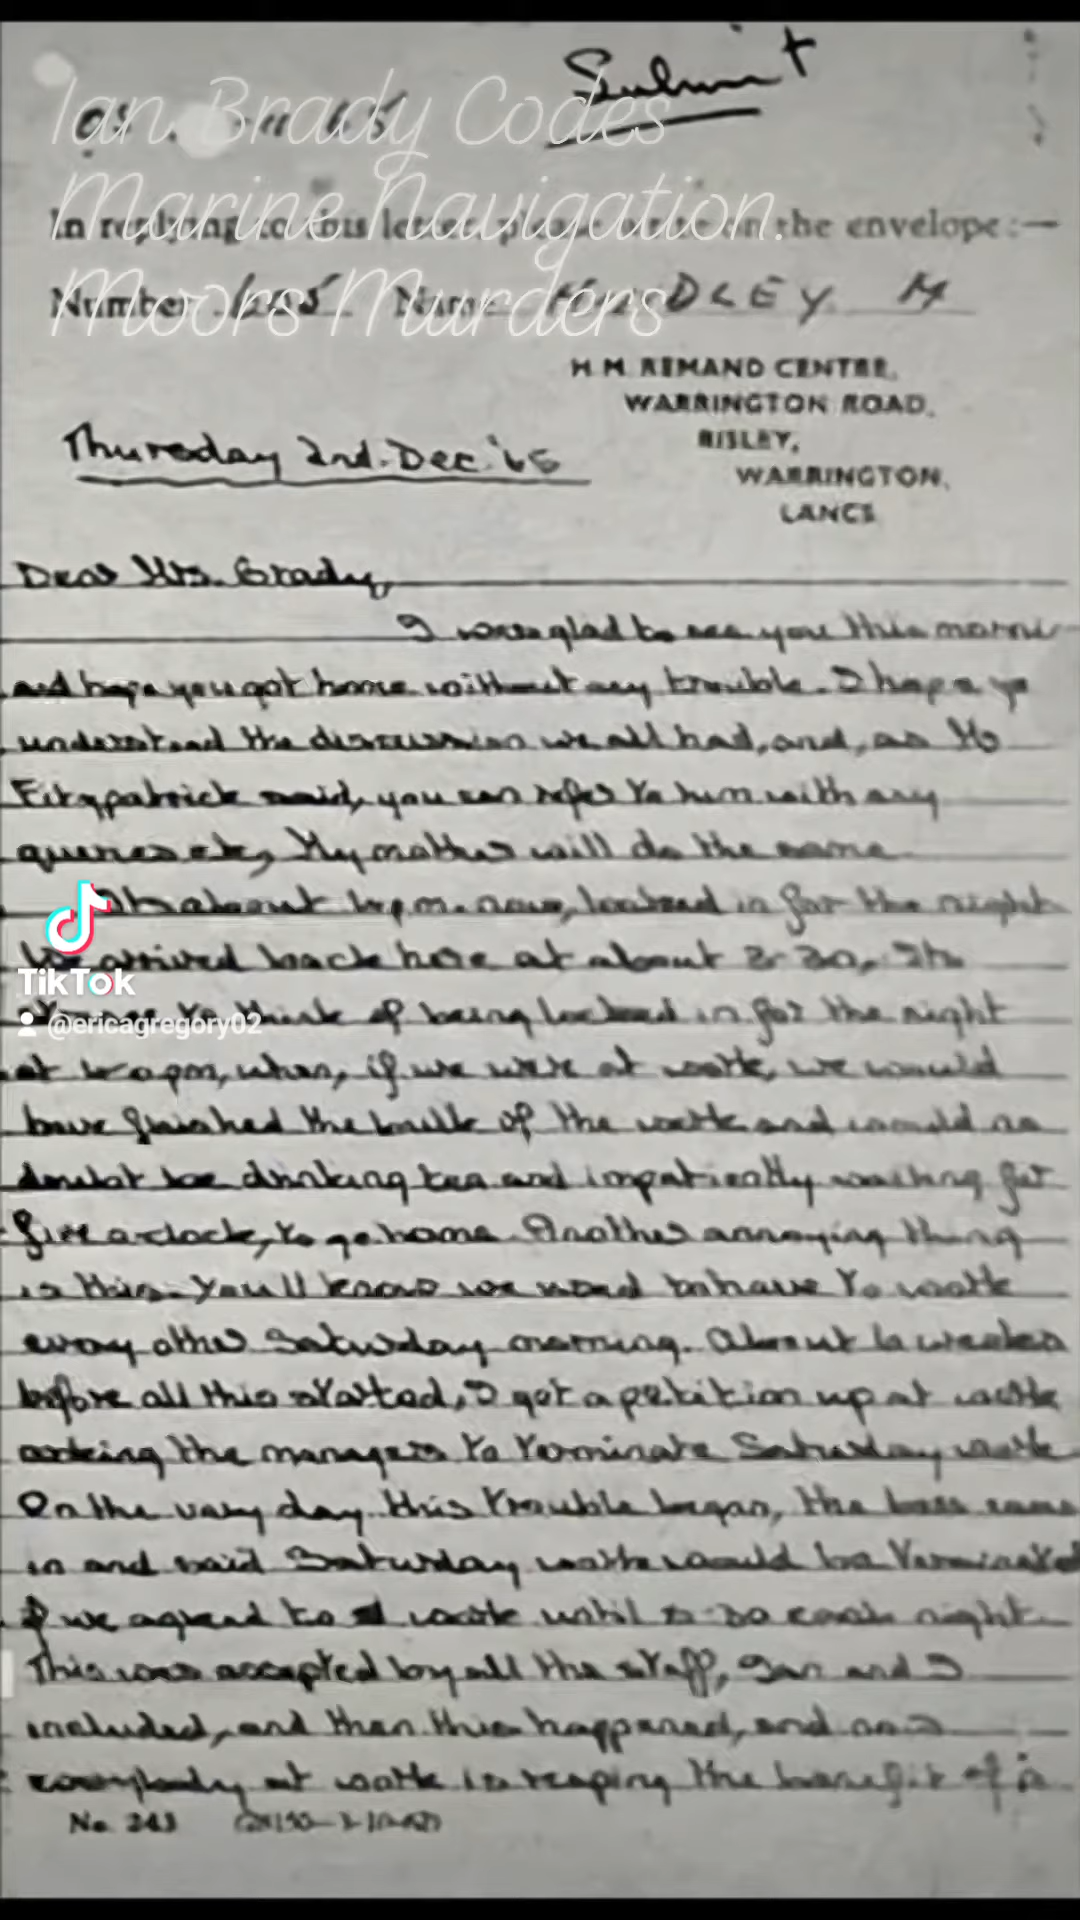 Submit
Ian Brady Codes
Marine Navigation.
Moors Murders
In replying to this letter, please write on the envelope:—
Number Name HINDLEY M
H M REMAND CENTRE,
WARRINGTON ROAD,
RISLEY,
WARRINGTON,
LANCS
Thursday 2nd. Dec '65
Dear Mrs. Brady,
I was glad to see you this morni
and hope you got home without any trouble. I hope yo
understand the discussion we all had, and, as Mr
Fitzpatrick said, you can refer to him with any
queries etc, My mother will do the same
Its about now, locked in for the night
We arrived back here at about Its
to think of being locked in for the night
at pm, when, if we were at work, we would
have finished the bulk of the work and would no
doubt be drinking tea and impatiently waiting for
five o-clock, to go home. Another annoying thing
is this. You'll know we used to have to work
every other Saturday morning. About 6 weeks
before all this started, I got a petition up at work
asking the managers to terminate Saturday work
On the very day this trouble began, the boss came
in and said Saturday work would be terminated
if we agreed to work until 5-30 each night.
This was accepted by all the staff, Ian and I
included, and then this happened, and now
everybody at work is reaping the benefit of
No 243
TikTok
@ericagregory02